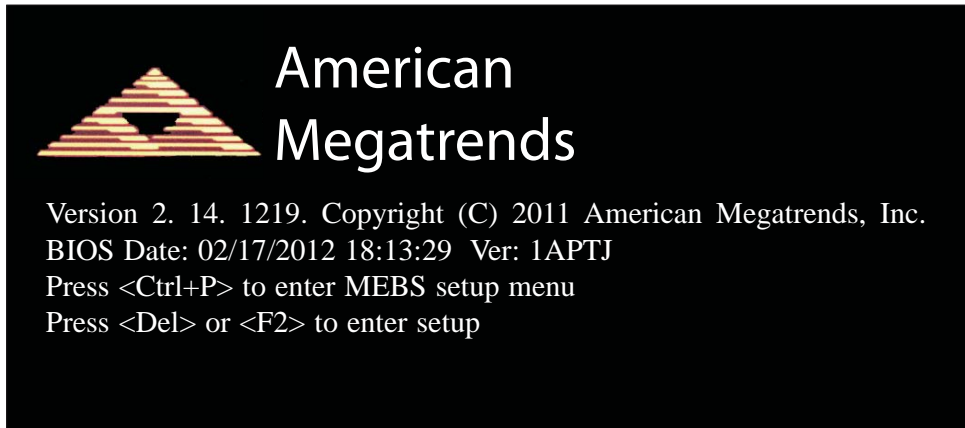 American
Megatrends
Version 2. 14. 1219. Copyright (C) 2011 American Megatrends, Inc.
BIOS Date: 02/17/2012 18:13:29 Ver: 1APTJ
Press <Ctrl+P> to enter MEBS setup menu
Press <Del> or <F2> to enter setup